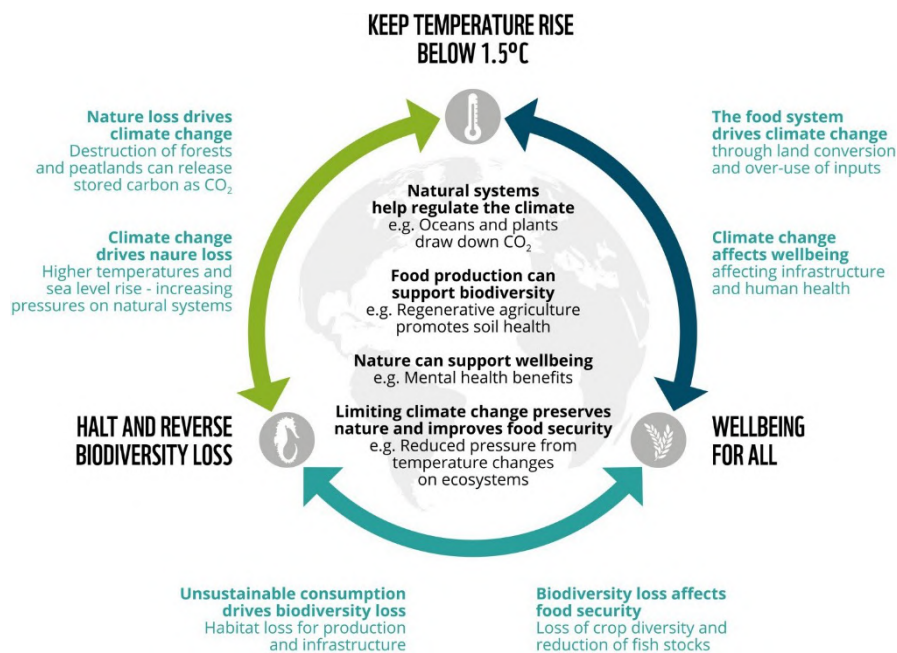 KEEP TEMPERATURE RISE
BELOW 1.5ºC
Nature loss drives
climate change
Destruction of forests
and peatlands can release
stored carbon as CO₂
Climate change
drives naure loss
Higher temperatures and
sea level rise - increasing
pressures on natural systems
The food system
drives climate change
through land conversion
and over-use of inputs
Climate change
affects wellbeing
affecting infrastructure
and human health
Natural systems
help regulate the climate
e.g. Oceans and plants
draw down CO₂
Food production can
support biodiversity
e.g. Regenerative agriculture
promotes soil health
Nature can support wellbeing
e.g. Mental health benefits
Limiting climate change preserves
nature and improves food security
e.g. Reduced pressure from
temperature changes
on ecosystems
HALT AND REVERSE
BIODIVERSITY LOSS
WELLBEING
FOR ALL
Unsustainable consumption
drives biodiversity loss
Habitat loss for production
and infrastructure
Biodiversity loss affects
food security
Loss of crop diversity and
reduction of fish stocks